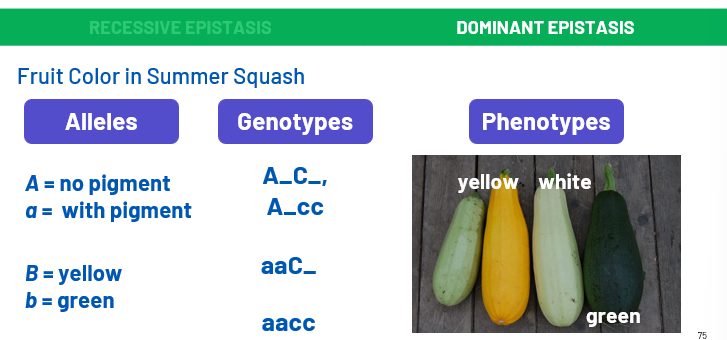 RECESSIVE EPISTASIS
DOMINANT EPISTASIS
Fruit Color in Summer Squash
Alleles
Genotypes
Phenotypes
A = no pigment
a = with pigment
B = yellow
b = green
A_C_,
A_cc
aaC_
aacc
yellow white
green
75